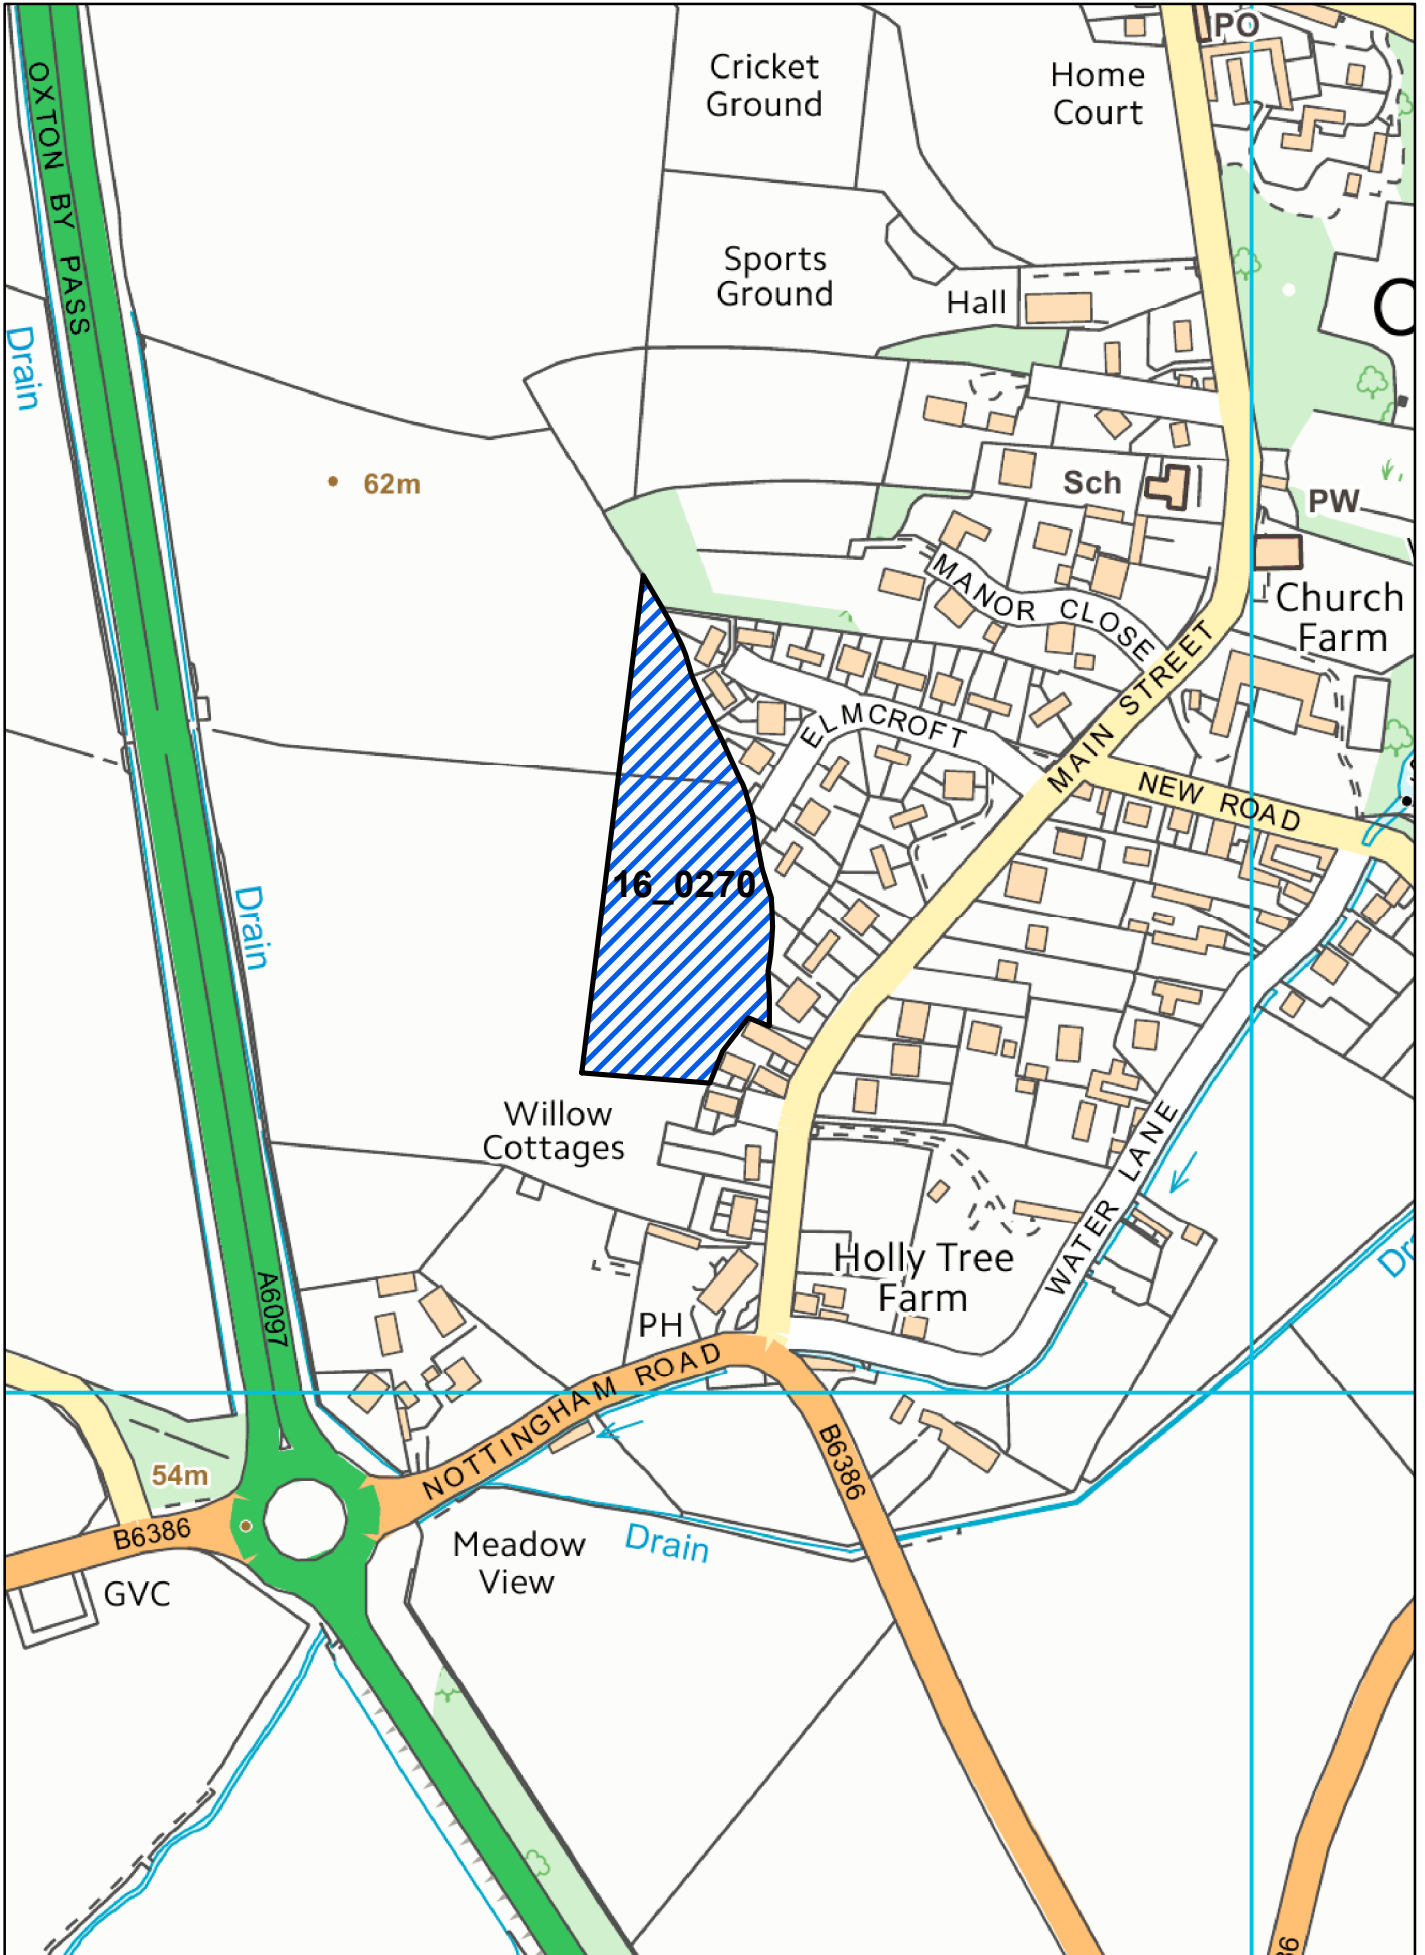 PO
Cricket
Ground
Home
Court
OXTON BY PASS
Sports
Ground
Hall
O
Drain
62m
Sch
PW
MANOR CLOSE
Church
Farm
MAIN STREET
ELMCROFT
NEW ROAD
16_0270
Drain
Willow
Cottages
WATER LANE
Holly Tree
Farm
Dr
A6097
PH
NOTTINGHAM ROAD
B6386
54m
B6386
Meadow
View
Drain
GVC